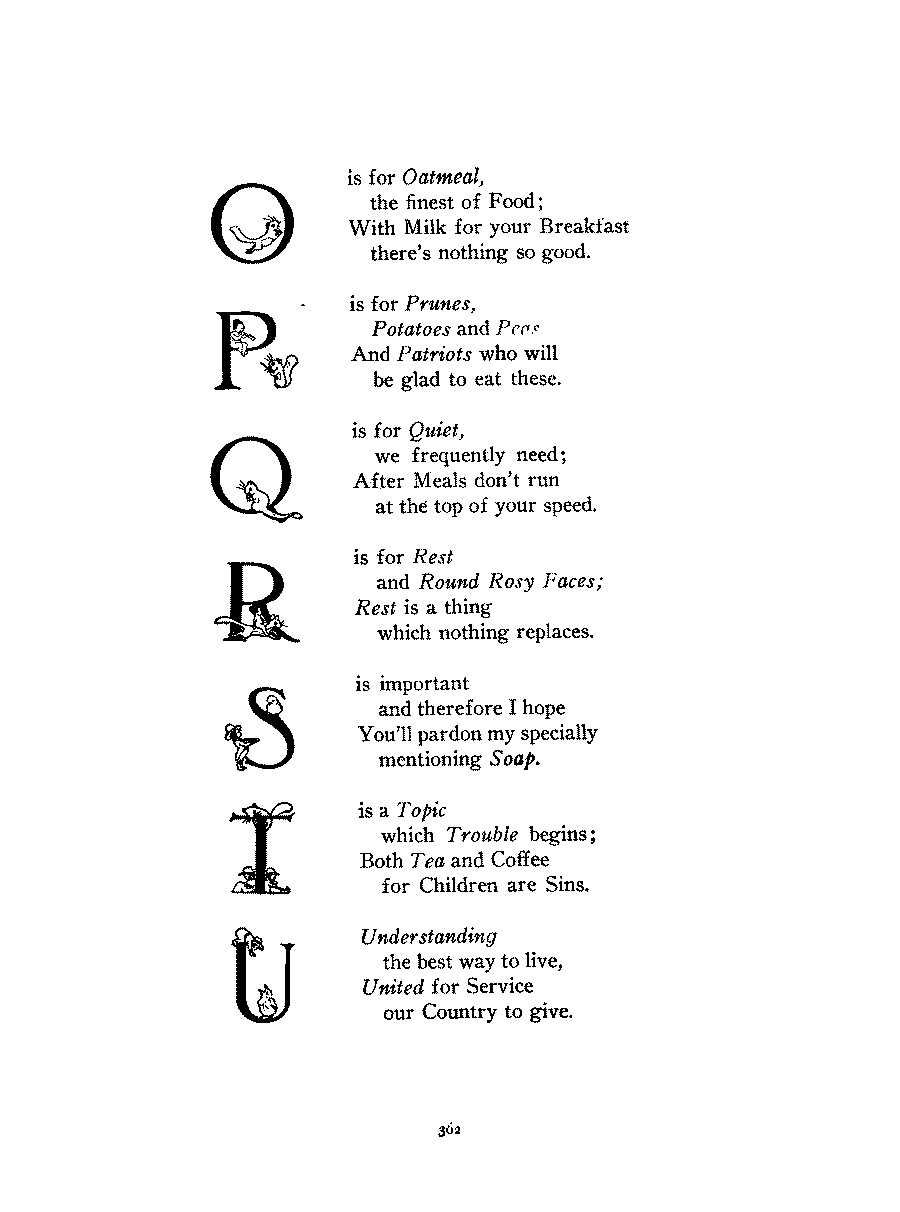 O is for Oatmeal,
the finest of Food;
With Milk for your Breakfast
there's nothing so good.
P is for Prunes,
Potatoes and Peas
And Patriots who will
be glad to eat these.
Q is for Quiet,
we frequently need;
After Meals don't run
at the top of your speed.
R is for Rest
and Round Rosy Faces;
Rest is a thing
which nothing replaces.
S is important
and therefore I hope
You'll pardon my specially
mentioning Soap.
T is a Topic
which Trouble begins;
Both Tea and Coffee
for Children are Sins.
U Understanding
the best way to live,
United for Service
our Country to give.
362